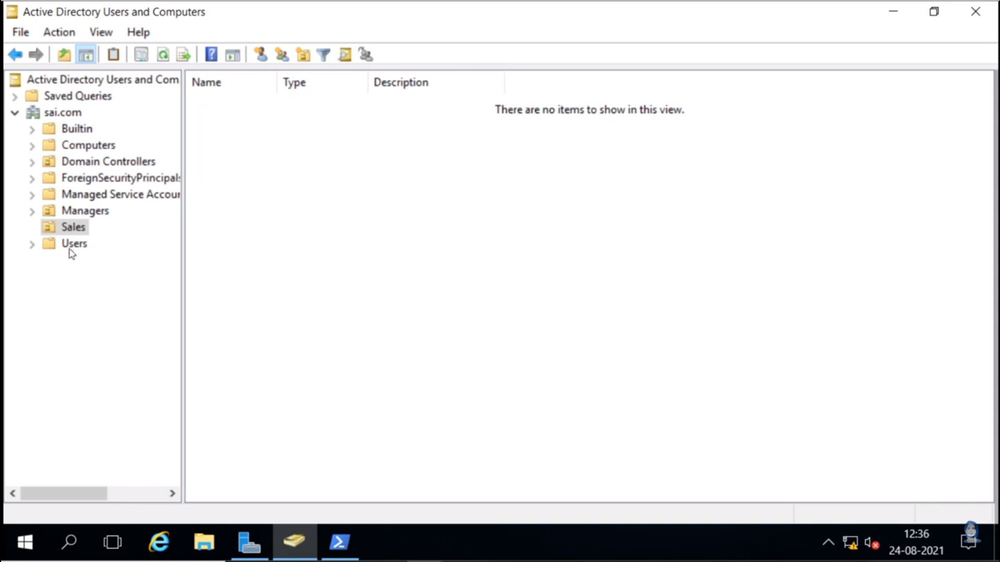 Active Directory Users and Computers
File Action View Help
Active Directory Users and Com
Saved Queries
sai.com
Builtin
Computers
Domain Controllers
ForeignSecurityPrincipals
Managed Service Accour
Managers
Sales
Users
Name Type Description
There are no items to show in this view.
12:36
24-08-2021